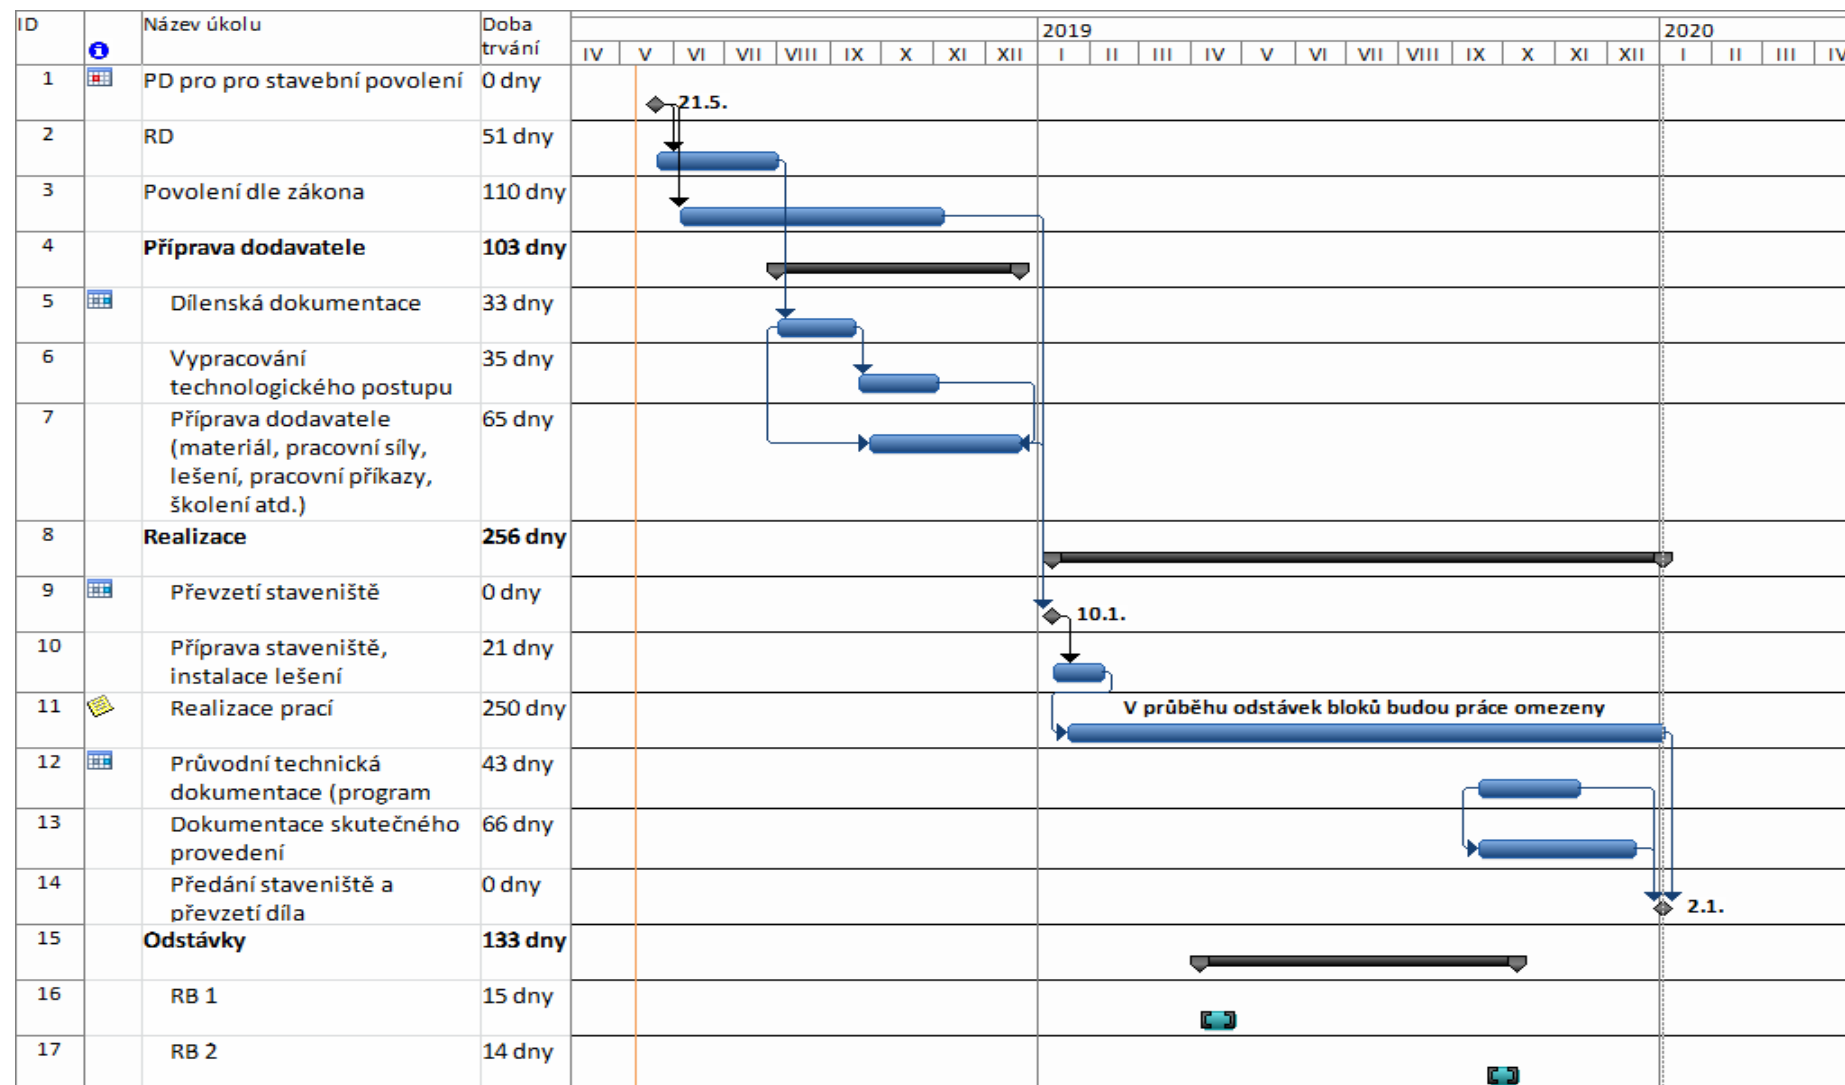 ID Název úkolu Doba
trvání
2019 2020
IV V VI VII VIII IX X XI XII I II III IV V VI VII VIII IX X XI XII I II III IV
1 PD pro pro stavební povolení 0 dny
21.5.
2 RD 51 dny
3 Povolení dle zákona 110 dny
4 Příprava dodavatele 103 dny
5 Dílenská dokumentace 33 dny
6 Vypracování 35 dny
technologického postupu
7 Příprava dodavatele 65 dny
(materiál, pracovní síly,
lešení, pracovní příkazy,
školení atd.)
8 Realizace 256 dny
9 Převzetí staveniště 0 dny
10.1.
10 Příprava staveniště, 21 dny
instalace lešení
11 Realizace prací 250 dny V průběhu odstávek bloků budou práce omezeny
12 Průvodní technická 43 dny
dokumentace (program
13 Dokumentace skutečného 66 dny
provedení
14 Předání staveniště a 0 dny
převzetí díla 2.1.
15 Odstávky 133 dny
16 RB 1 15 dny
17 RB 2 14 dny